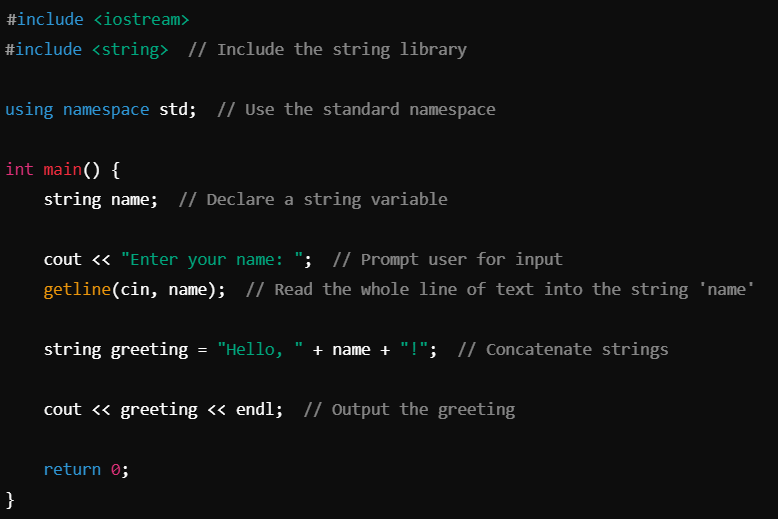 #include <iostream>
#include <string>  // Include the string library
using namespace std;  // Use the standard namespace
int main() {
    string name;  // Declare a string variable
    cout << "Enter your name: ";  // Prompt user for input
    getline(cin, name);  // Read the whole line of text into the string 'name'
    string greeting = "Hello, " + name + "!";  // Concatenate strings
    cout << greeting << endl;  // Output the greeting
    return 0;
}